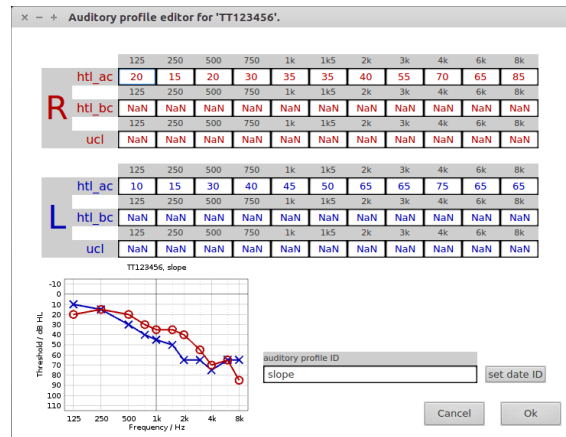 × − + Auditory profile editor for 'TT123456'.
125 250 500 750 1k 1k5 2k 3k 4k 6k 8k
htl_ac 20 15 20 30 35 35 40 55 70 65 85
125 250 500 750 1k 1k5 2k 3k 4k 6k 8k
R htl_bc NaN NaN NaN NaN NaN NaN NaN NaN NaN NaN NaN
125 250 500 750 1k 1k5 2k 3k 4k 6k 8k
ucl NaN NaN NaN NaN NaN NaN NaN NaN NaN NaN NaN
125 250 500 750 1k 1k5 2k 3k 4k 6k 8k
htl_ac 10 15 30 40 45 50 65 65 75 65 65
125 250 500 750 1k 1k5 2k 3k 4k 6k 8k
L htl_bc NaN NaN NaN NaN NaN NaN NaN NaN NaN NaN NaN
125 250 500 750 1k 1k5 2k 3k 4k 6k 8k
ucl NaN NaN NaN NaN NaN NaN NaN NaN NaN NaN NaN
TT123456, slope
-10
0
10
20
30
40
50
60
70
80
90
100
110
Threshold / dB HL
125 250 500 1k 2k 4k 8k
Frequency / Hz
auditory profile ID
slope set date ID
Cancel Ok